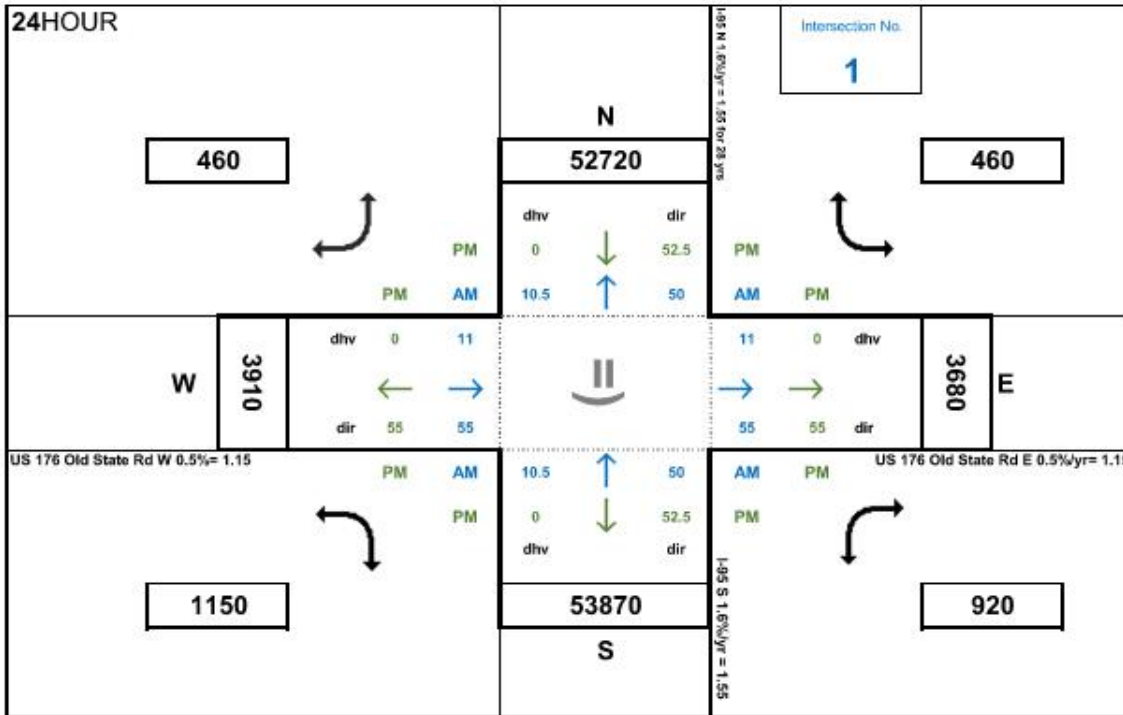 24HOUR
Intersection No.
1
I-95 N 1.6%/yr = 1.55 for 28 yrs
N
460
52720
460
dhv dir
PM 0 52.5 PM
PM AM 10.5 50 AM PM
dhv 0 11 11 0 dhv
W 3910 3680 E
dir 55 55 55 55 dir
US 176 Old State Rd W 0.5%= 1.15
US 176 Old State Rd E 0.5%/yr= 1.15
PM AM 10.5 50 AM PM
PM 0 52.5 PM
dhv dir
I-95 S 1.6%/yr = 1.55
1150
53870
920
S